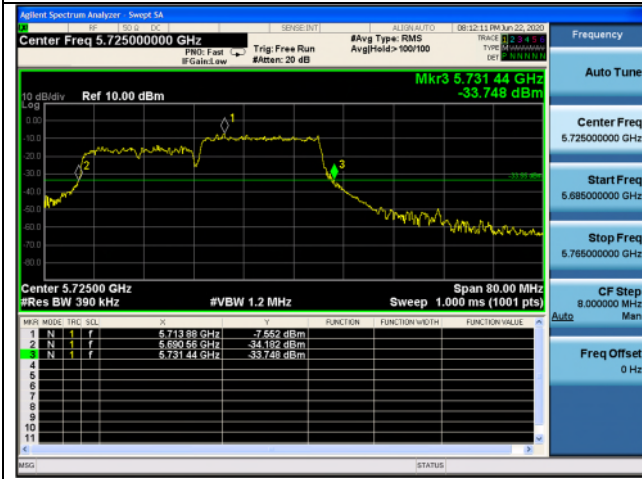 Agilent Spectrum Analyzer - Swept SA
RF 50 Ω DC SENSE:INT ALIGN AUTO 08:12:11 PM Jun 22, 2020
Center Freq 5.725000000 GHz
PNO: Fast
IFGain:Low
Trig: Free Run
#Atten: 20 dB
#Avg Type: RMS
Avg|Hold:>100/100
TRACE 1 2 3 4 5 6
TYPE
DET P N N N N N
Mkr3 5.731 44 GHz
-33.748 dBm
10 dB/div Ref 10.00 dBm
Log
0.00
-10.0
-20.0
-30.0
-40.0
-50.0
-60.0
-70.0
-80.0
1
2
3
Center 5.72500 GHz Span 80.00 MHz
#Res BW 390 kHz #VBW 1.2 MHz Sweep 1.000 ms (1001 pts)
MKR MODE TRC SCL X Y FUNCTION FUNCTION WIDTH FUNCTION VALUE
1 N 1 f 5.713 88 GHz -7.552 dBm
2 N 1 f 5.690 56 GHz -34.182 dBm
3 N 1 f 5.731 44 GHz -33.748 dBm
4
5
6
7
8
9
10
11
MSG STATUS
Frequency
Auto Tune
Center Freq
5.725000000 GHz
Start Freq
5.685000000 GHz
Stop Freq
5.765000000 GHz
CF Step
8.000000 MHz
Auto Man
Freq Offset
0 Hz